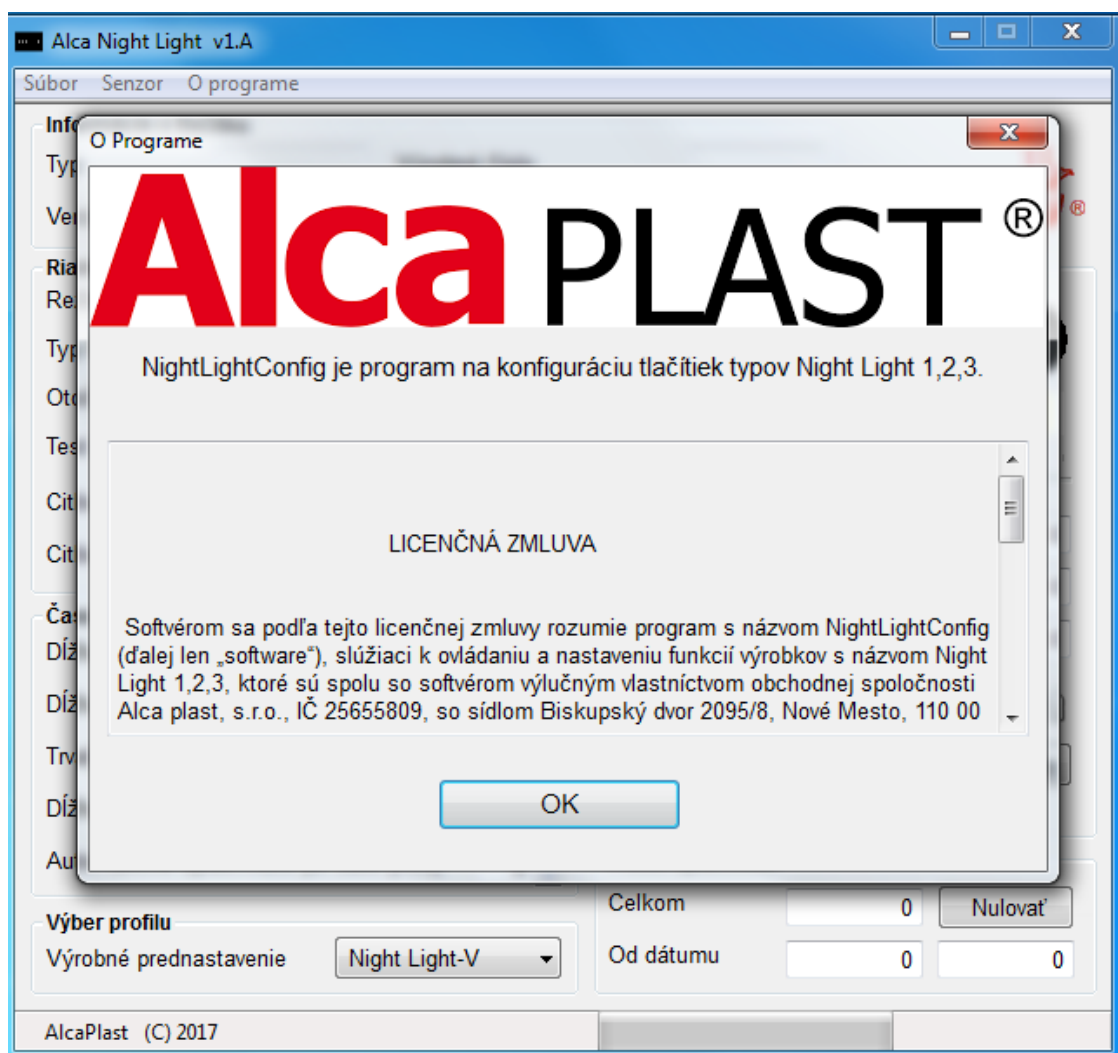 Alca Night Light v1.A
Súbor Senzor O programe
O Programe
Alca PLAST ®
NightLightConfig je program na konfiguráciu tlačítiek typov Night Light 1,2,3.
LICENČNÁ ZMLUVA
Softvérom sa podľa tejto licenčnej zmluvy rozumie program s názvom NightLightConfig
(ďalej len „software“), slúžiaci k ovládaniu a nastaveniu funkcií výrobkov s názvom Night
Light 1,2,3, ktoré sú spolu so softvérom výlučným vlastníctvom obchodnej spoločnosti
Alca plast, s.r.o., IČ 25655809, so sídlom Biskupský dvor 2095/8, Nové Mesto, 110 00
OK
Výber profilu
Výrobné prednastavenie Night Light-V
Celkom 0 Nulovať
Od dátumu 0 0
AlcaPlast (C) 2017